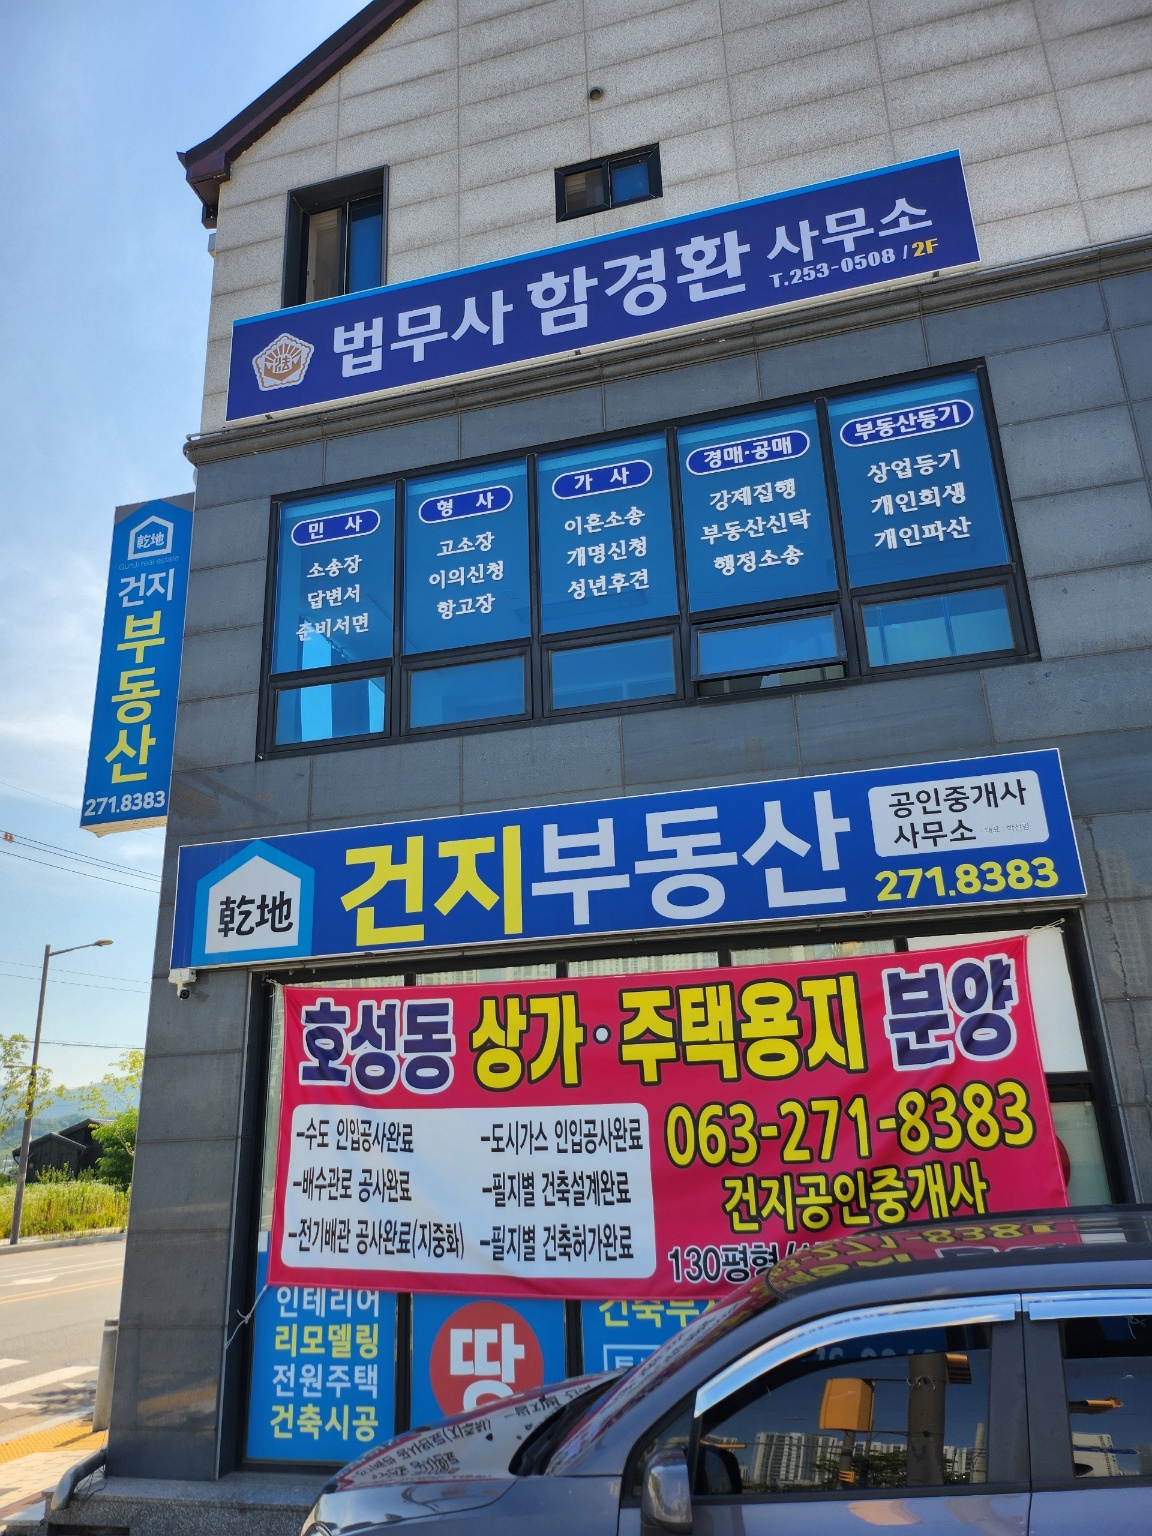 법무사 함경환 사무소
T.253-0508 / 2F
민 사
소송장
답변서
준비서면
형 사
고소장
이의신청
항고장
가 사
이혼소송
개명신청
성년후견
경매·공매
강제집행
부동산신탁
행정소송
부동산등기
상업등기
개인회생
개인파산
乾地
GunJi real estate
건지
부동산
271.8383
乾地
건지부동산
공인중개사
사무소
271.8383
호성동 상가·주택용지 분양
-수도 인입공사완료
-배수관로 공사완료
-전기배관 공사완료(지중화)
-도시가스 인입공사완료
-필지별 건축설계완료
-필지별 건축허가완료
063-271-8383
건지공인중개사
130평형
인테리어
리모델링
전원주택
건축시공
땅